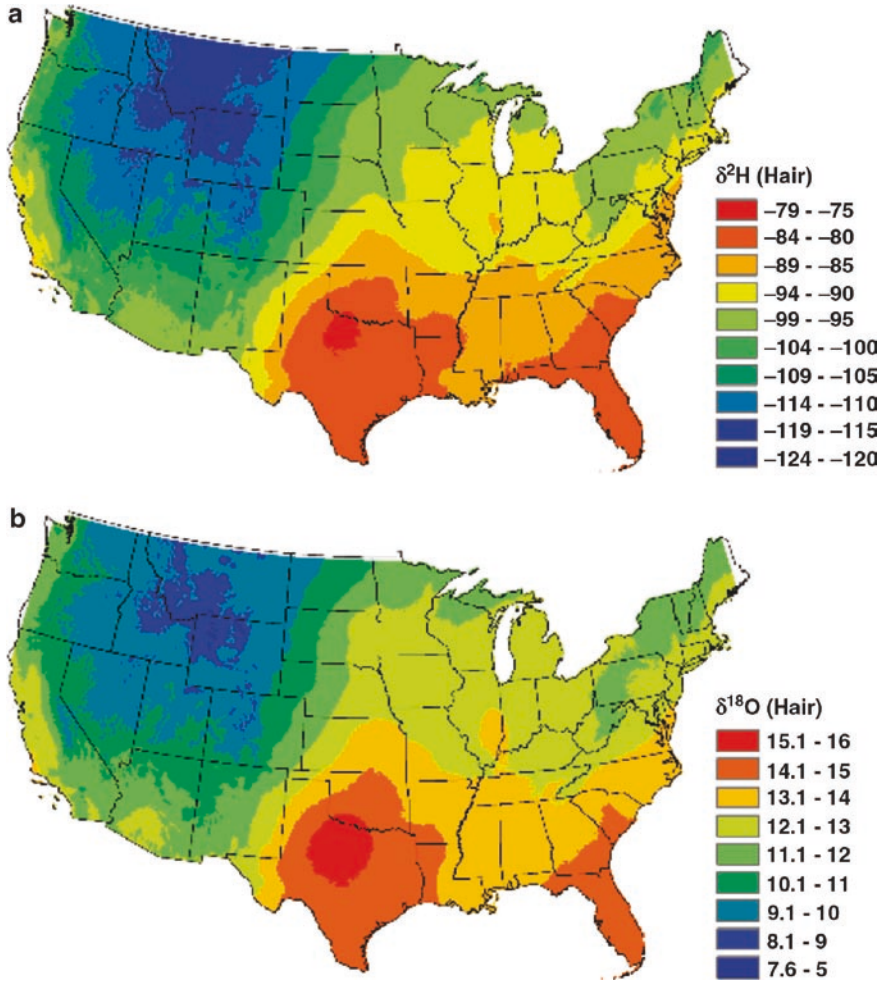 a
δ²H (Hair)
–79 - –75
–84 - –80
–89 - –85
–94 - –90
–99 - –95
–104 - –100
–109 - –105
–114 - –110
–119 - –115
–124 - –120
b
δ¹⁸O (Hair)
15.1 - 16
14.1 - 15
13.1 - 14
12.1 - 13
11.1 - 12
10.1 - 11
9.1 - 10
8.1 - 9
7.6 - 5